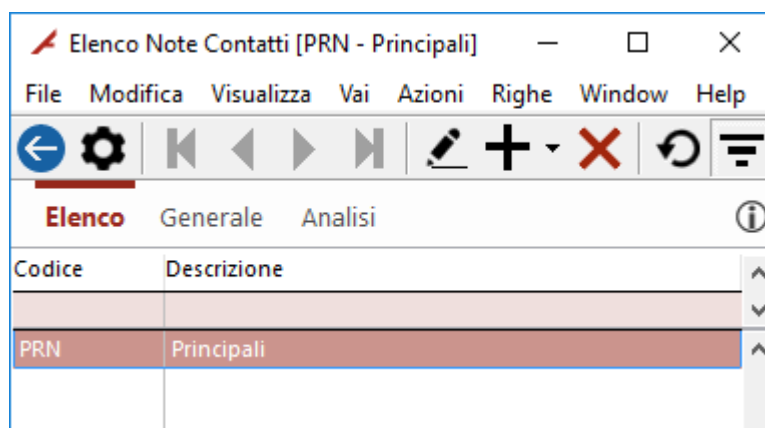 Elenco Note Contatti [PRN - Principali]
File Modifica Visualizza Vai Azioni Righe Window Help
Elenco Generale Analisi
Codice Descrizione
PRN Principali